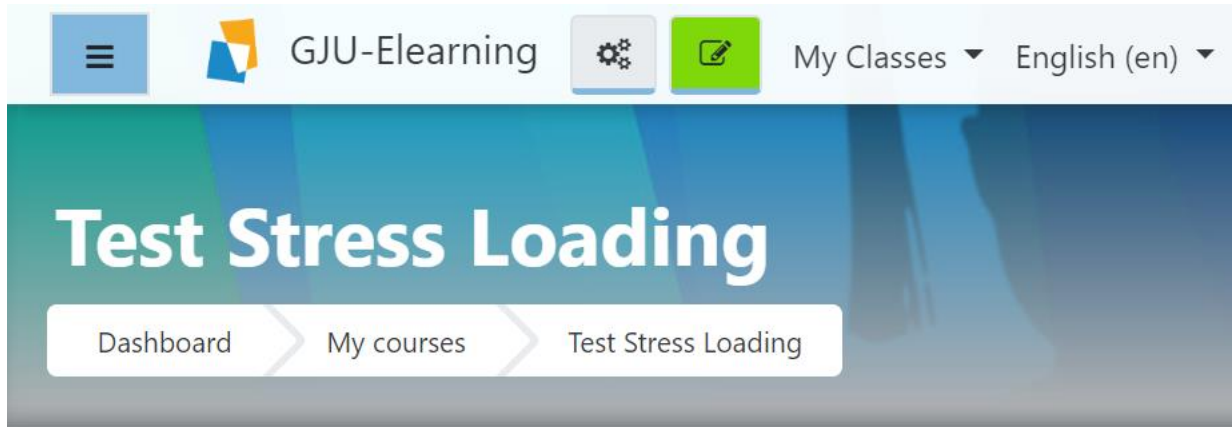 GJU-Elearning My Classes English (en)
Test Stress Loading
Dashboard My courses Test Stress Loading